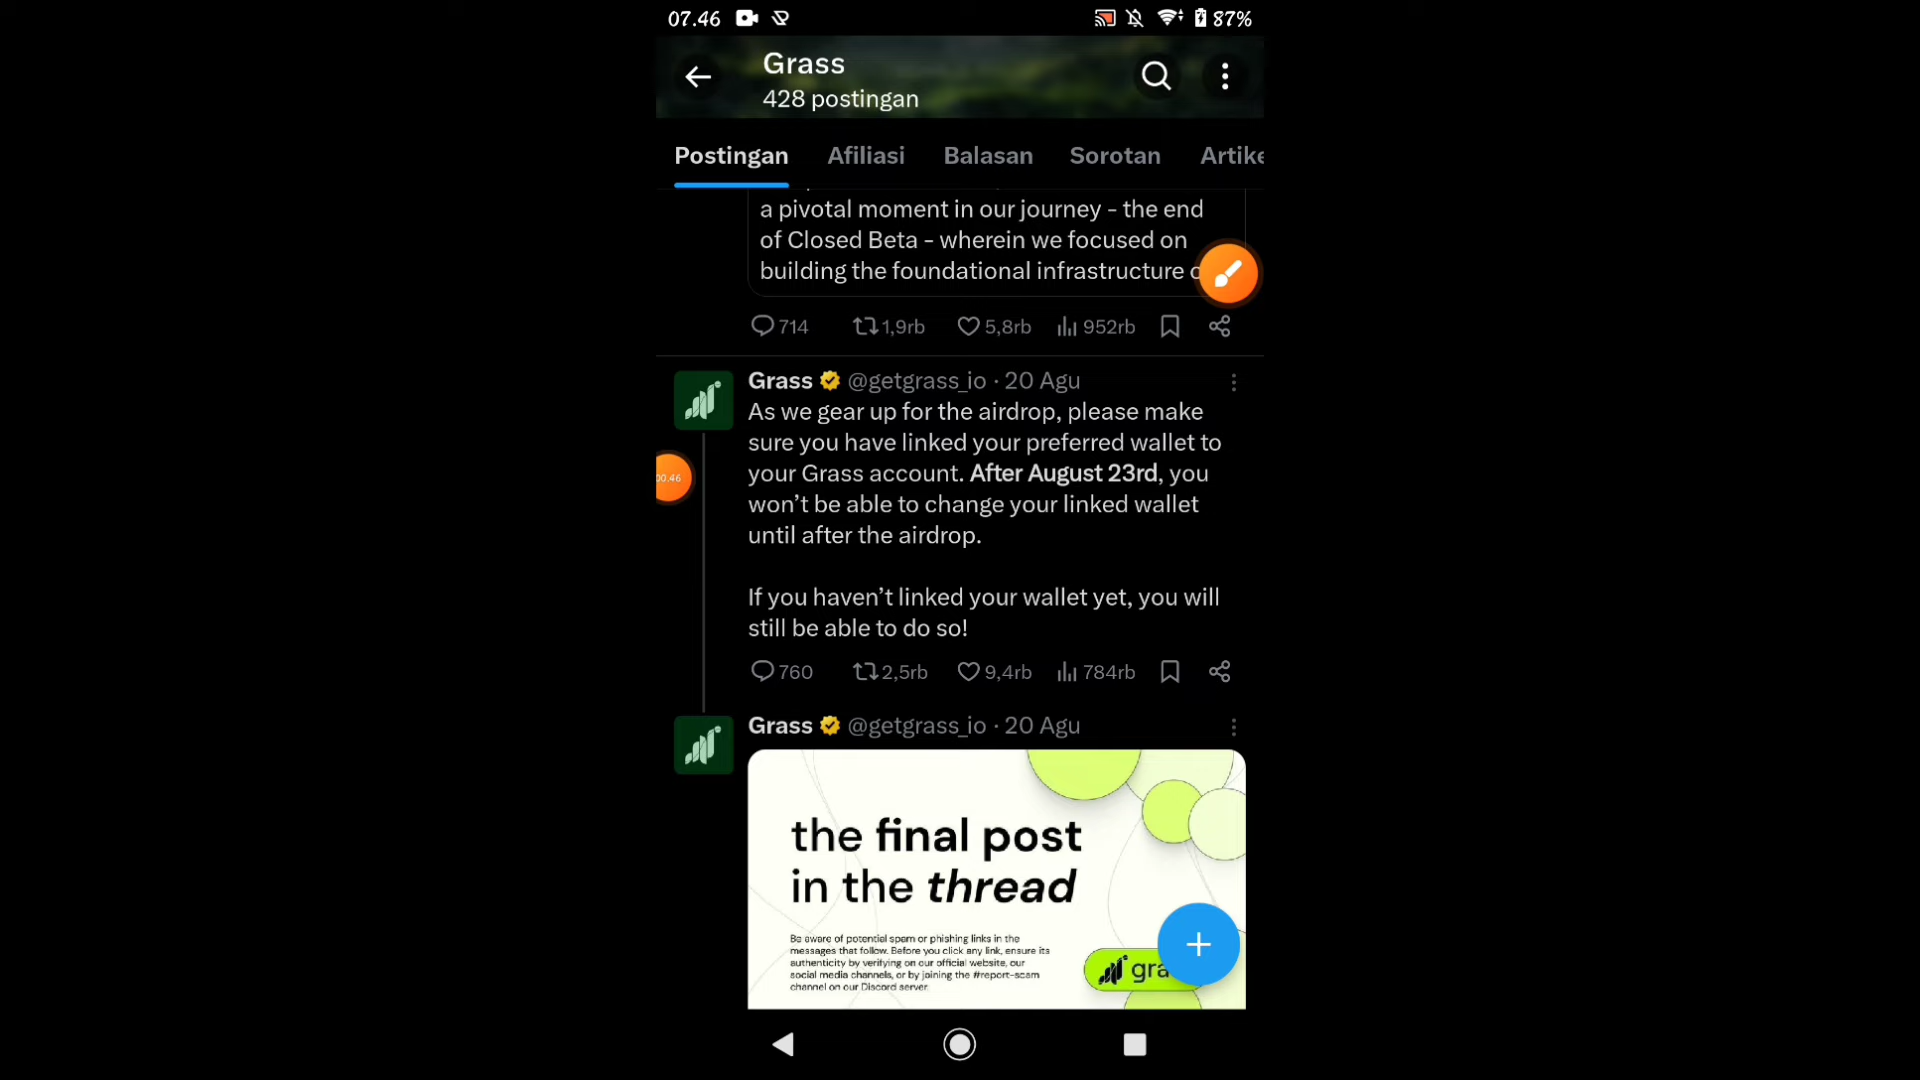 07.46
87%
Grass
428 postingan
Postingan Afiliasi Balasan Sorotan Artike
a pivotal moment in our journey - the end
of Closed Beta - wherein we focused on
building the foundational infrastructure
714 1,9rb 5,8rb 952rb
Grass @getgrass_io · 20 Agu
As we gear up for the airdrop, please make
sure you have linked your preferred wallet to
your Grass account. After August 23rd, you
won’t be able to change your linked wallet
until after the airdrop.
00.46
If you haven’t linked your wallet yet, you will
still be able to do so!
760 2,5rb 9,4rb 784rb
Grass @getgrass_io · 20 Agu
the final post
in the thread
Be aware of potential spam or phishing links in the
messages that follow. Before you click any link, ensure its
authenticity by verifying on our official website, our
social media channels, or by joining the #report-scam
channel on our Discord server.
gra